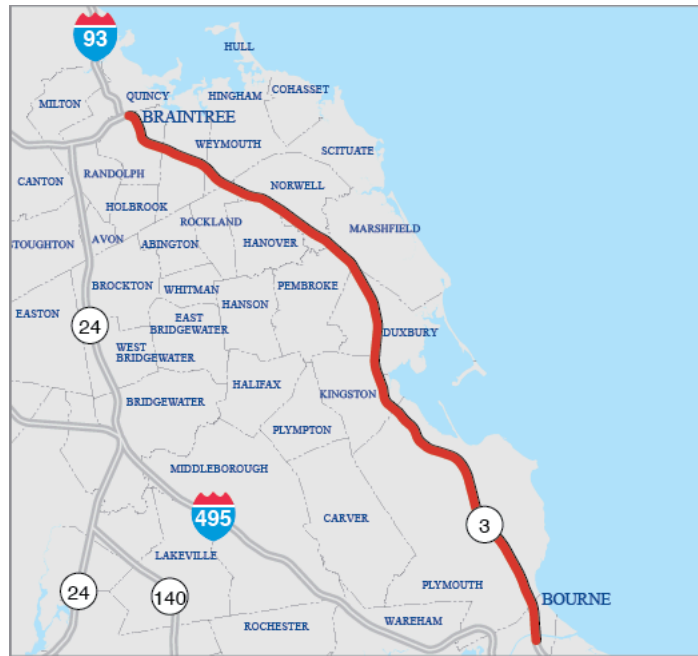 93
HULL
QUINCY
HINGHAM
COHASSET
MILTON
BRAINTREE
WEYMOUTH
SCITUATE
RANDOLPH
CANTON
NORWELL
HOLBROOK
ROCKLAND
MARSHFIELD
AVON
ABINGTON
HANOVER
TOUGHTON
BROCKTON
WHITMAN
PEMBROKE
HANSON
EASTON
24
EAST
BRIDGEWATER
DUXBURY
WEST
BRIDGEWATER
HALIFAX
KINGSTON
BRIDGEWATER
PLYMPTON
MIDDLEBOROUGH
495
CARVER
3
LAKEVILLE
PLYMOUTH
24
140
BOURNE
WAREHAM
ROCHESTER